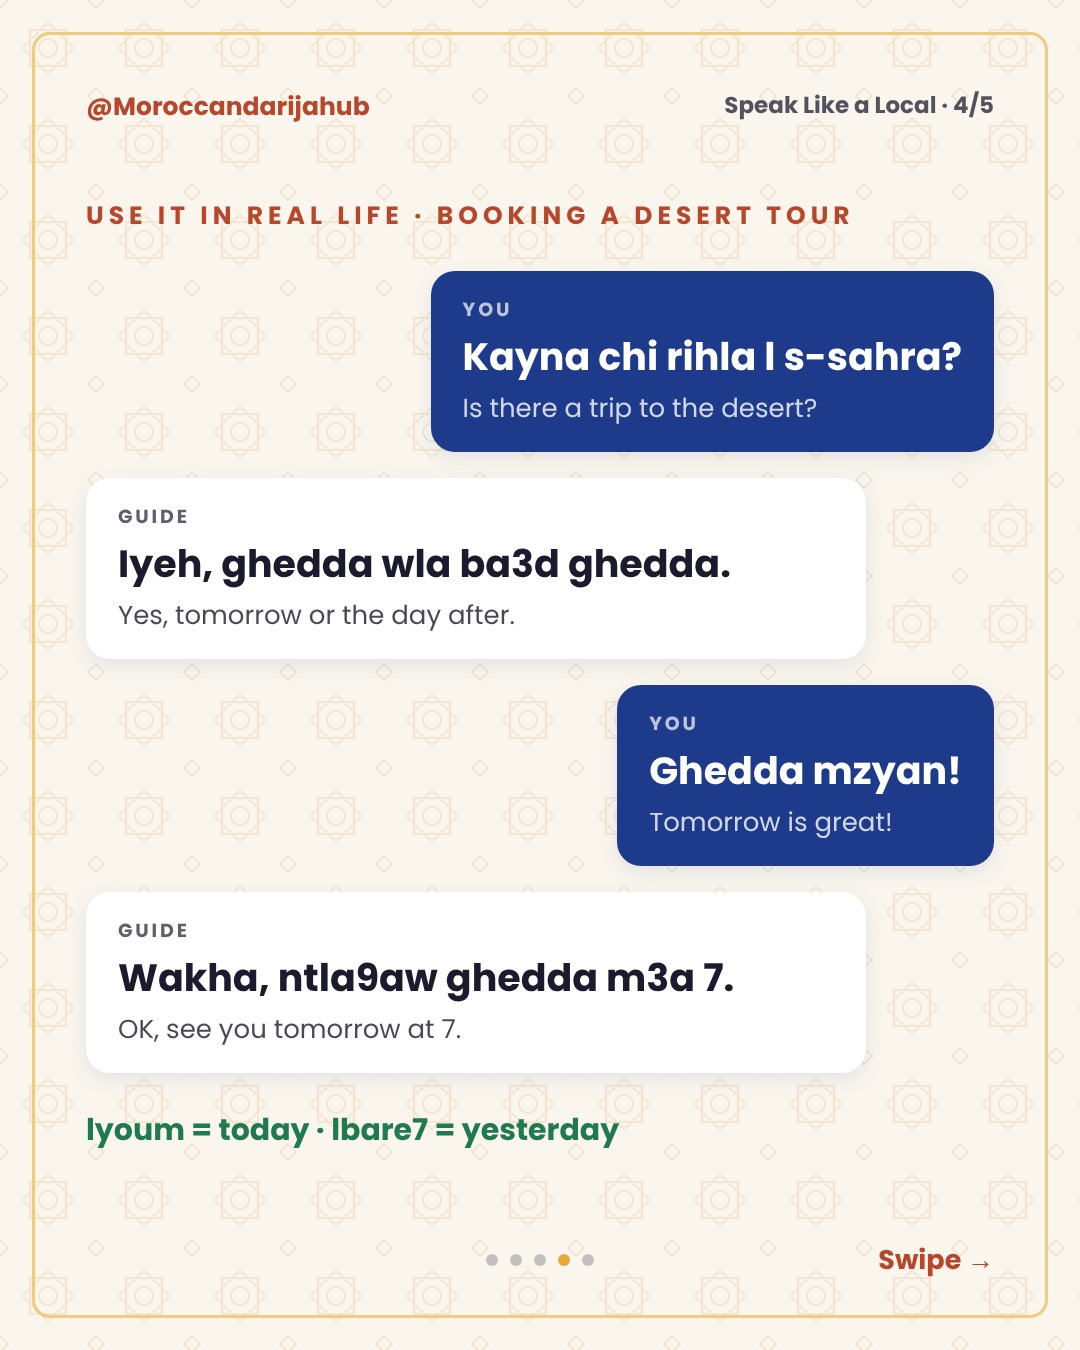 @Moroccandarijahub
Speak Like a Local · 4/5
USE IT IN REAL LIFE · BOOKING A DESERT TOUR
YOU
Kayna chi rihla l s-sahra?
Is there a trip to the desert?
GUIDE
Iyeh, ghedda wla ba3d ghedda.
Yes, tomorrow or the day after.
YOU
Ghedda mzyan!
Tomorrow is great!
GUIDE
Wakha, ntla9aw ghedda m3a 7.
OK, see you tomorrow at 7.
lyoum = today · lbare7 = yesterday
Swipe →